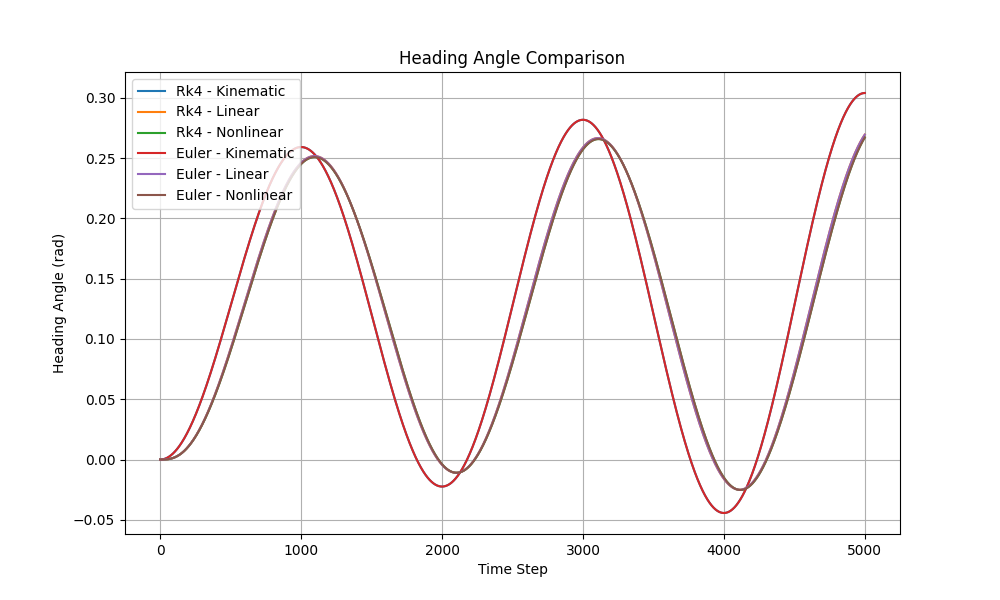 Heading Angle Comparison
Rk4 - Kinematic
Rk4 - Linear
Rk4 - Nonlinear
Euler - Kinematic
Euler - Linear
Euler - Nonlinear
Heading Angle (rad)
0.30
0.25
0.20
0.15
0.10
0.05
0.00
−0.05
0 1000 2000 3000 4000 5000
Time Step